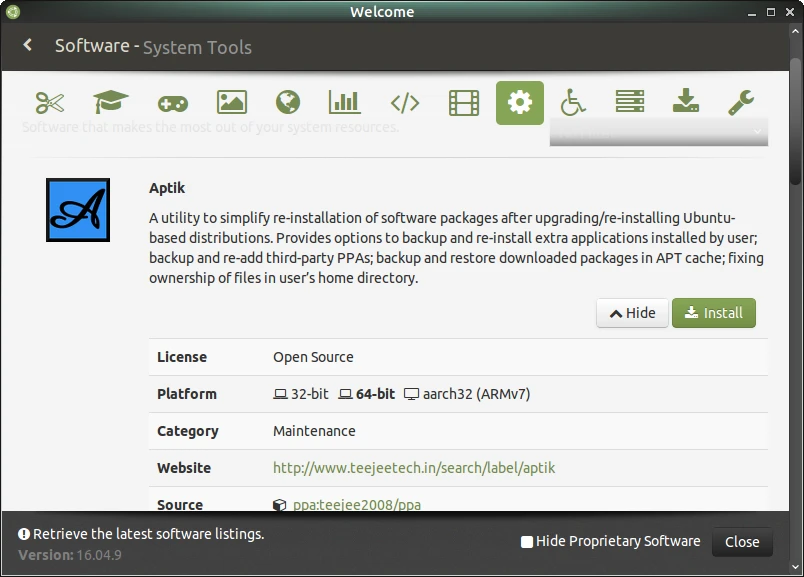 Welcome
Software - System Tools
Software that makes the most out of your system resources.
Aptik
A utility to simplify re-installation of software packages after upgrading/re-installing Ubuntu-
based distributions. Provides options to backup and re-install extra applications installed by user;
backup and re-add third-party PPAs; backup and restore downloaded packages in APT cache; fixing
ownership of files in user's home directory.
Hide Install
License Open Source
Platform 32-bit 64-bit aarch32 (ARMv7)
Category Maintenance
Website http://www.teejeetech.in/search/label/aptik
Source ppa:teejee2008/ppa
Retrieve the latest software listings.
Version: 16.04.9
Hide Proprietary Software Close